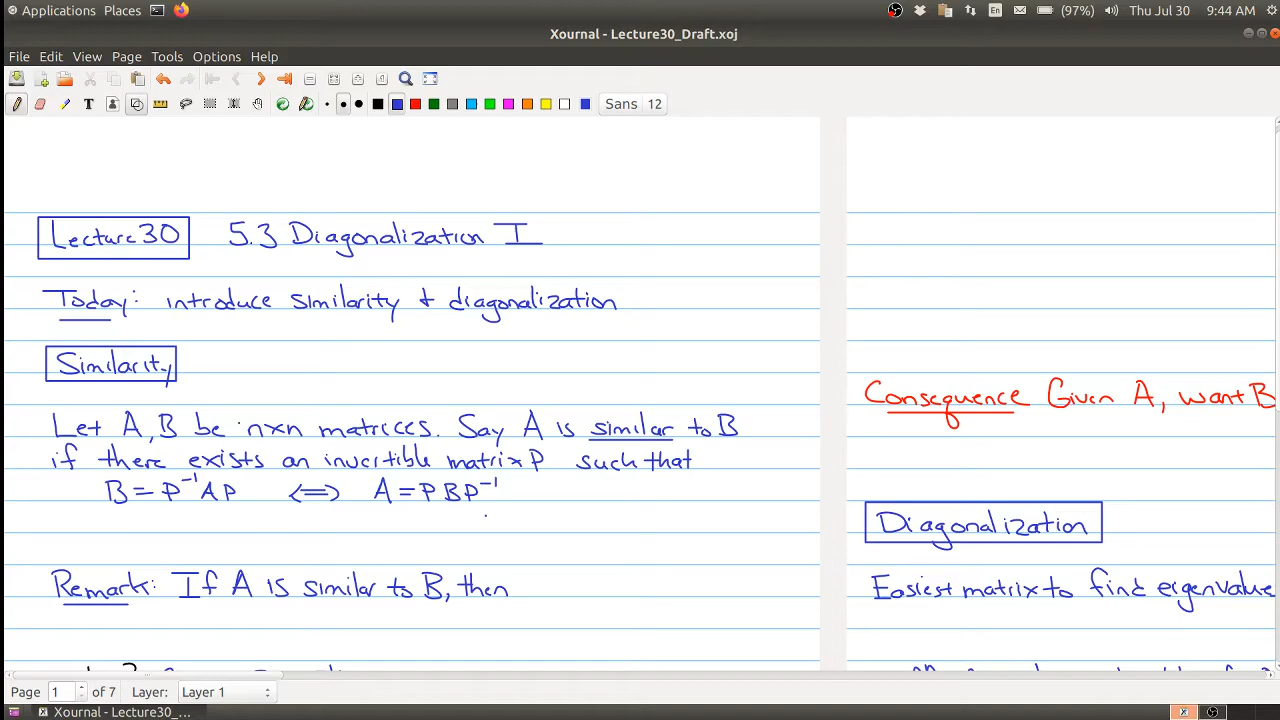 Applications Places En (97%) Thu Jul 30 9:44 AM
Xournal - Lecture30_Draft.xoj
File Edit View Page Tools Options Help
T Sans 12
Lecture 30 5.3 Diagonalization I
Today: introduce similarity + diagonalization
Similarity
Let A, B be n×n matrices. Say A is similar to B
if there exists an invertible matrix P such that
B = P⁻¹AP ⟺ A = PBP⁻¹
Remark: If A is similar to B, then
Consequence Given A, want B
Diagonalization
Easiest matrix to find eigenvalue
Page 1 of 7 Layer: Layer 1
Xournal - Lecture30_...